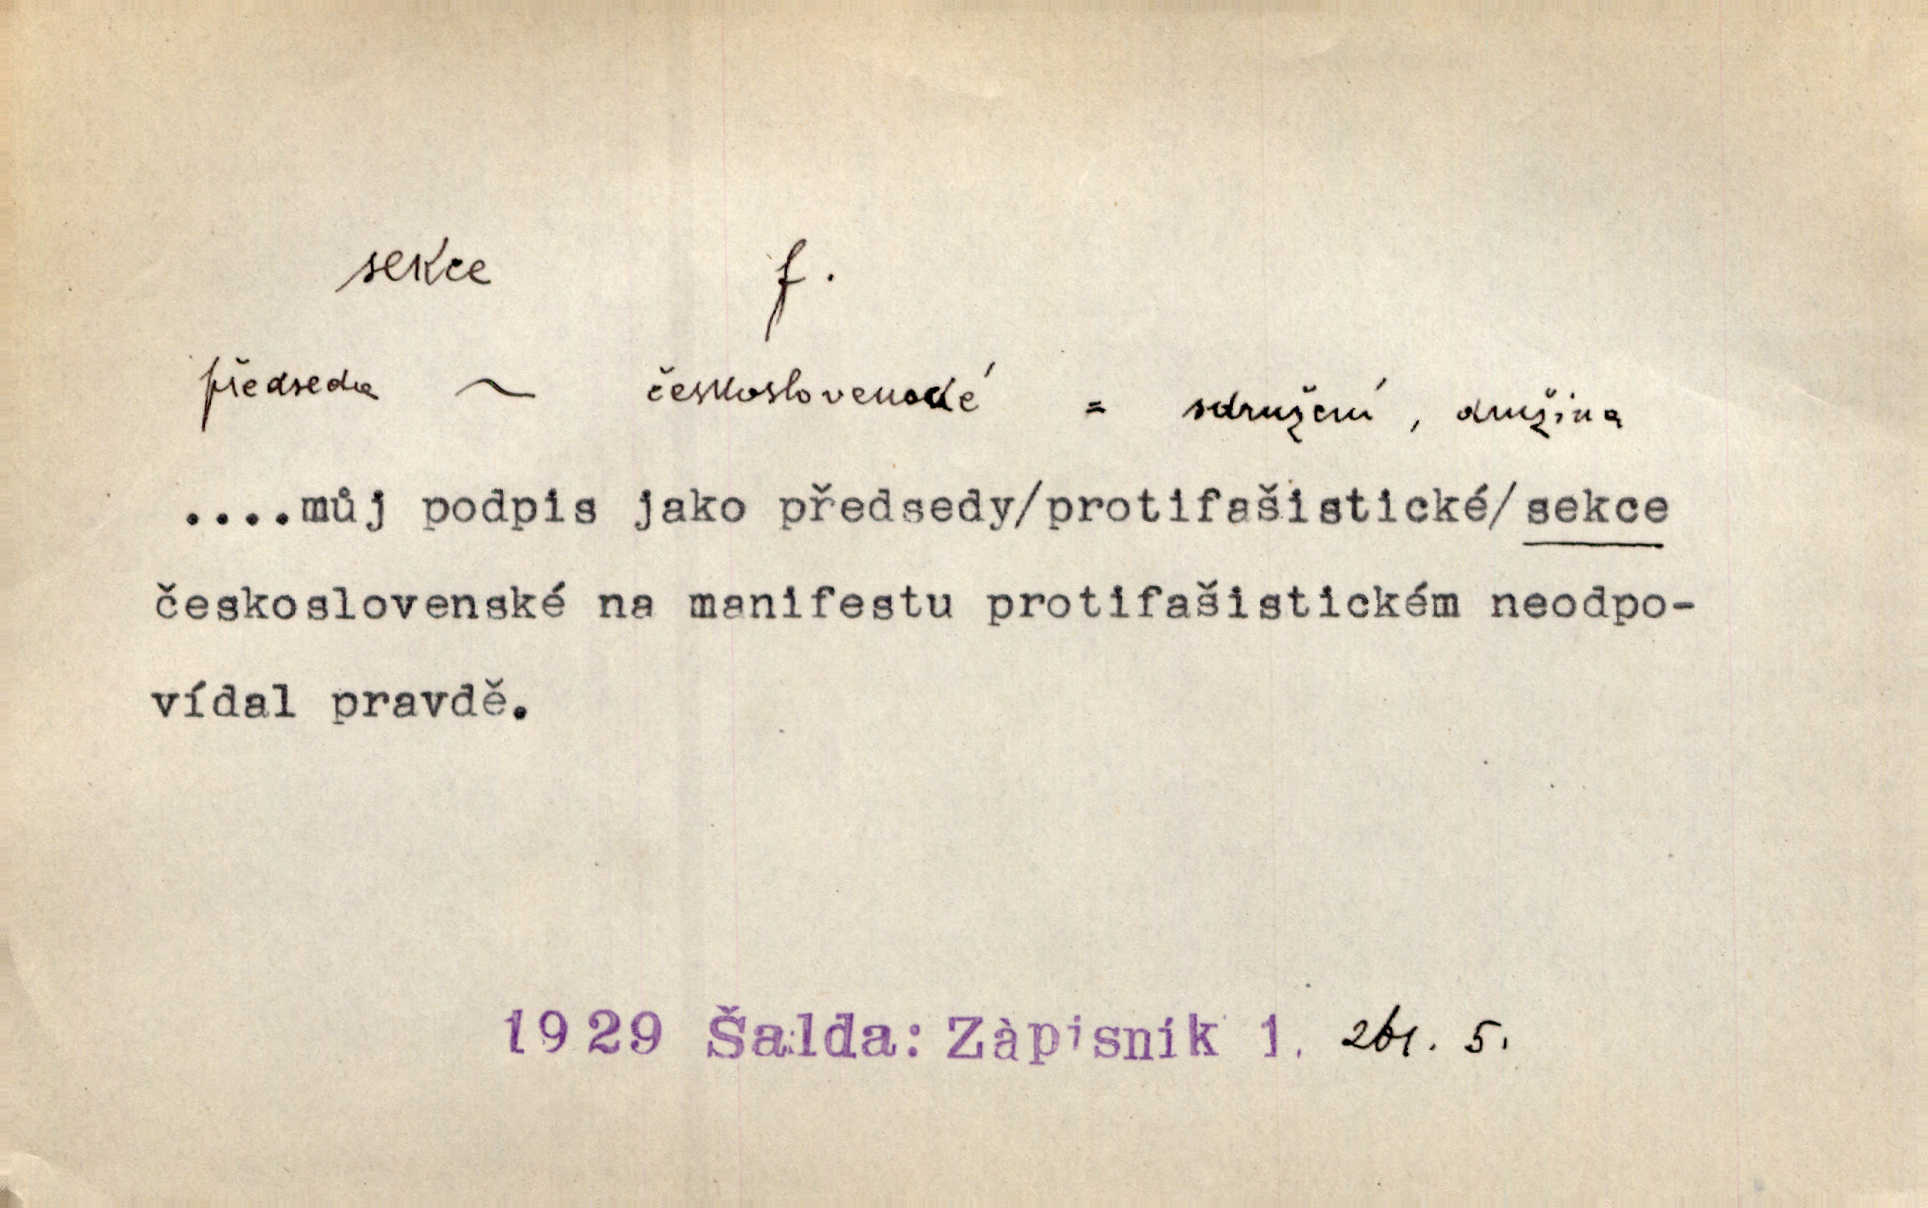 sekce f.
předseda ~ československé = sdružení, družina
....můj podpis jako předsedy/protifašistické/sekce
československé na manifestu protifašistickém neodpo-
vídal pravdě.
1929 Šalda: Zàpisník 1. 261. 5.